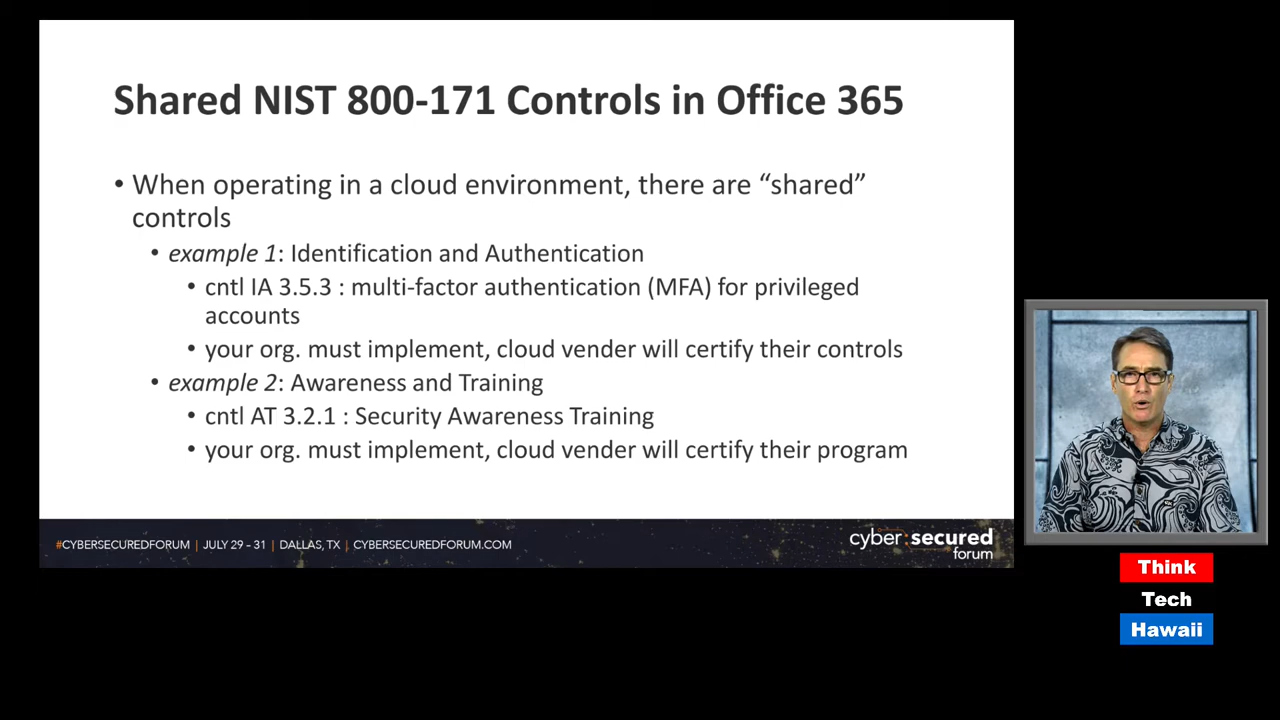 Shared NIST 800-171 Controls in Office 365
• When operating in a cloud environment, there are “shared”
controls
• example 1: Identification and Authentication
• cntl IA 3.5.3 : multi-factor authentication (MFA) for privileged
accounts
• your org. must implement, cloud vender will certify their controls
• example 2: Awareness and Training
• cntl AT 3.2.1 : Security Awareness Training
• your org. must implement, cloud vender will certify their program
#CYBERSECUREDFORUM | JULY 29 - 31 | DALLAS, TX | CYBERSECUREDFORUM.COM
cyber:secured
forum
Think
Tech
Hawaii